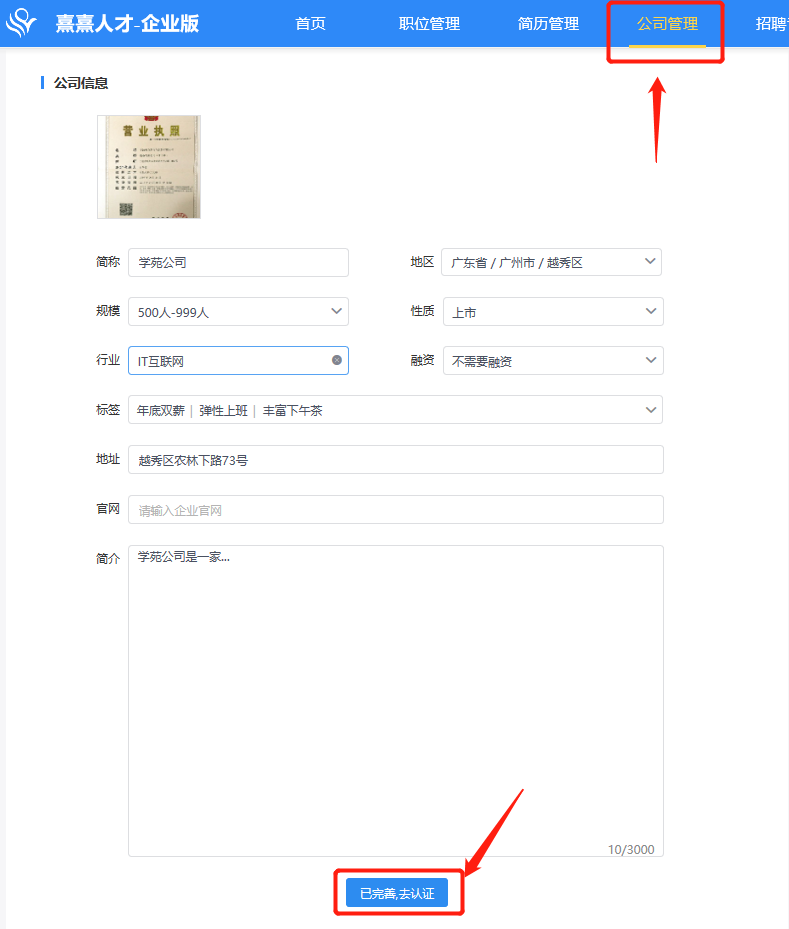 熹熹人才-企业版 首页 职位管理 简历管理 公司管理 招聘
公司信息
营业执照
简称 学苑公司 地区 广东省 / 广州市 / 越秀区
规模 500人-999人 性质 上市
行业 IT互联网 融资 不需要融资
标签 年底双薪 | 弹性上班 | 丰富下午茶
地址 越秀区农林下路73号
官网 请输入企业官网
简介 学苑公司是一家...
10/3000
已完善,去认证